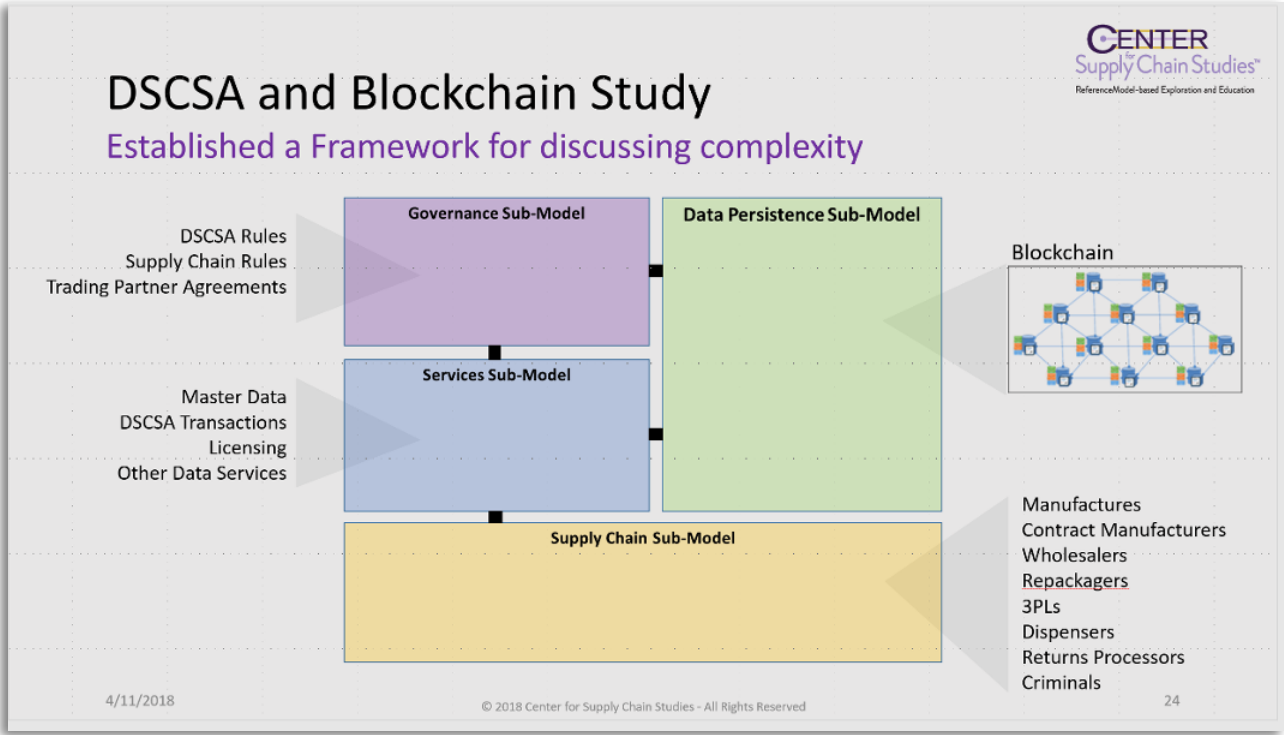 CENTER
for
Supply Chain Studies™
ReferenceModel-based Exploration and Education
DSCSA and Blockchain Study
Established a Framework for discussing complexity
DSCSA Rules
Supply Chain Rules
Trading Partner Agreements
Master Data
DSCSA Transactions
Licensing
Other Data Services
Governance Sub-Model
Data Persistence Sub-Model
Services Sub-Model
Supply Chain Sub-Model
Blockchain
Manufactures
Contract Manufacturers
Wholesalers
Repackagers
3PLs
Dispensers
Returns Processors
Criminals
4/11/2018
© 2018 Center for Supply Chain Studies - All Rights Reserved
24